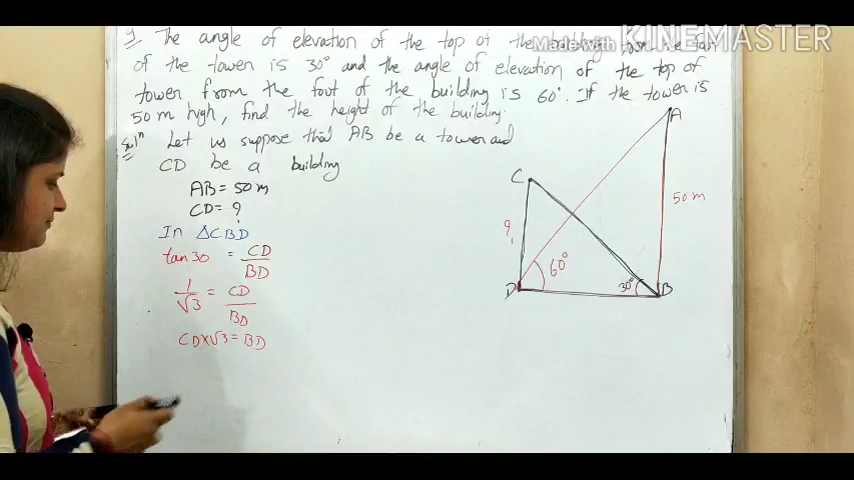 9. The angle of elevation of the top of the building from the foot
of the tower is 30° and the angle of elevation of the top of
tower from the foot of the building is 60°. If the tower is
50 m high, find the height of the building.
Solⁿ Let us suppose that AB be a tower and
CD be a building
AB = 50 m
CD = ?
In △CBD
tan 30 = CD/BD
1/√3 = CD/BD
CD×√3 = BD
A
C
50 m
?
60°
30°
D
B
Made with KINEMASTER